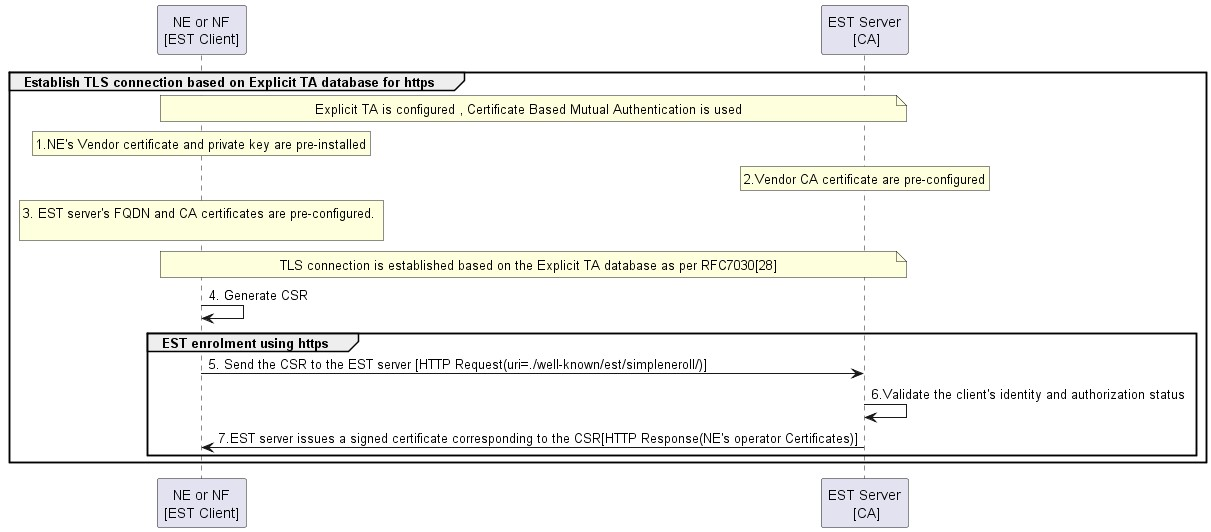 NE or NF
[EST Client]
EST Server
[CA]
Establish TLS connection based on Explicit TA database for https
Explicit TA is configured , Certificate Based Mutual Authentication is used
1.NE's Vendor certificate and private key are pre-installed
2.Vendor CA certificate are pre-configured
3. EST server's FQDN and CA certificates are pre-configured.
TLS connection is established based on the Explicit TA database as per RFC7030[28]
4. Generate CSR
EST enrolment using https
5. Send the CSR to the EST server [HTTP Request(uri=./well-known/est/simpleneroll/)]
6.Validate the client's identity and authorization status
7.EST server issues a signed certificate corresponding to the CSR[HTTP Response(NE's operator Certificates)]
NE or NF
[EST Client]
EST Server
[CA]